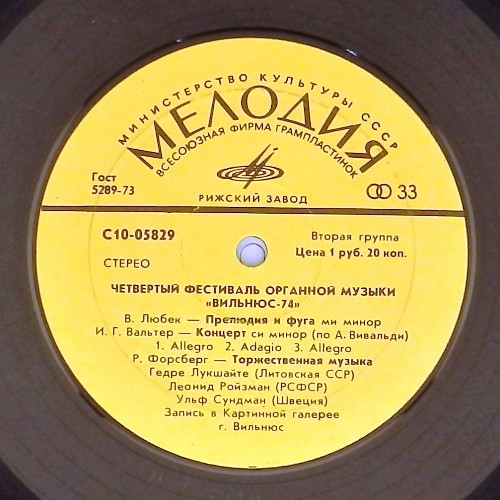 МИНИСТЕРСТВО КУЛЬТУРЫ СССР
МЕЛОДИЯ
ВСЕСОЮЗНАЯ ФИРМА ГРАМПЛАСТИНОК
Гост
5289-73
РИЖСКИЙ ЗАВОД
33
С10-05829
Вторая группа
Цена 1 руб. 20 коп.
СТЕРЕО
ЧЕТВЕРТЫЙ ФЕСТИВАЛЬ ОРГАННОЙ МУЗЫКИ
«ВИЛЬНЮС-74»
В. Любек — Прелюдия и фуга ми минор
И. Г. Вальтер — Концерт си минор (по А. Вивальди)
1. Allegro 2. Adagio 3. Allegro
Р. Форсберг — Торжественная музыка
Гедре Лукшайте (Литовская ССР)
Леонид Ройзман (РСФСР)
Ульф Сундман (Швеция)
Запись в Картинной галерее
г. Вильнюс